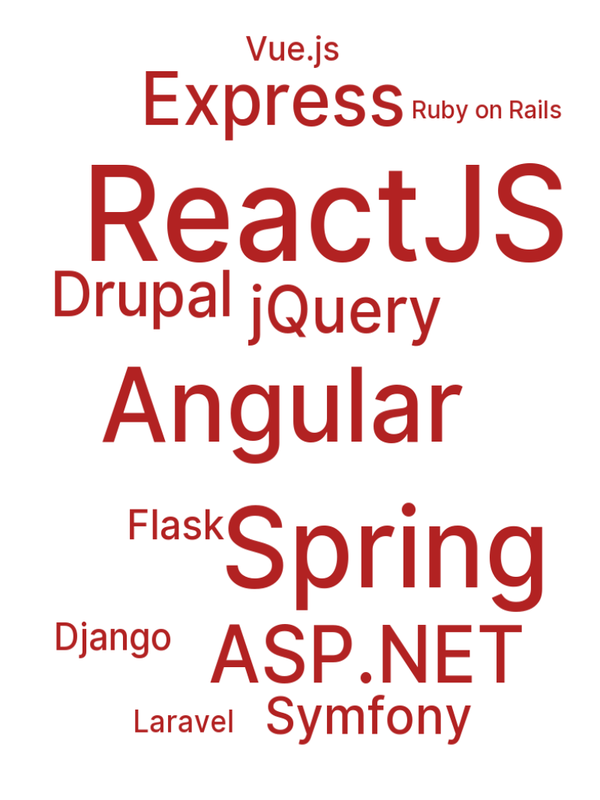 Vue.js
Express
Ruby on Rails
ReactJS
Drupal
jQuery
Angular
Flask
Spring
Django
ASP.NET
Laravel
Symfony